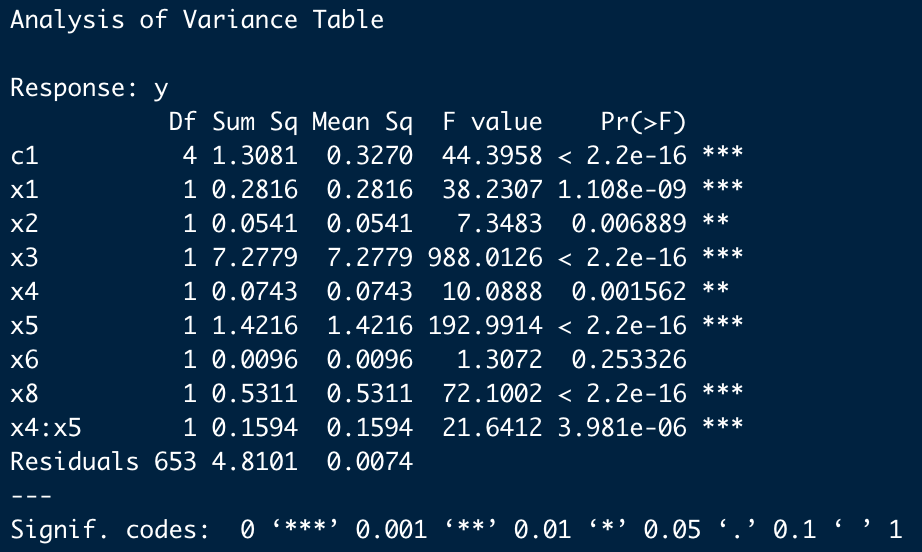 Analysis of Variance Table

Response: y
           Df Sum Sq Mean Sq  F value    Pr(>F)
c1          4 1.3081  0.3270  44.3958 < 2.2e-16 ***
x1          1 0.2816  0.2816  38.2307 1.108e-09 ***
x2          1 0.0541  0.0541   7.3483  0.006889 **
x3          1 7.2779  7.2779 988.0126 < 2.2e-16 ***
x4          1 0.0743  0.0743  10.0888  0.001562 **
x5          1 1.4216  1.4216 192.9914 < 2.2e-16 ***
x6          1 0.0096  0.0096   1.3072  0.253326
x8          1 0.5311  0.5311  72.1002 < 2.2e-16 ***
x4:x5       1 0.1594  0.1594  21.6412 3.981e-06 ***
Residuals 653 4.8101  0.0074
---
Signif. codes:  0 ‘***’ 0.001 ‘**’ 0.01 ‘*’ 0.05 ‘.’ 0.1 ‘ ’ 1